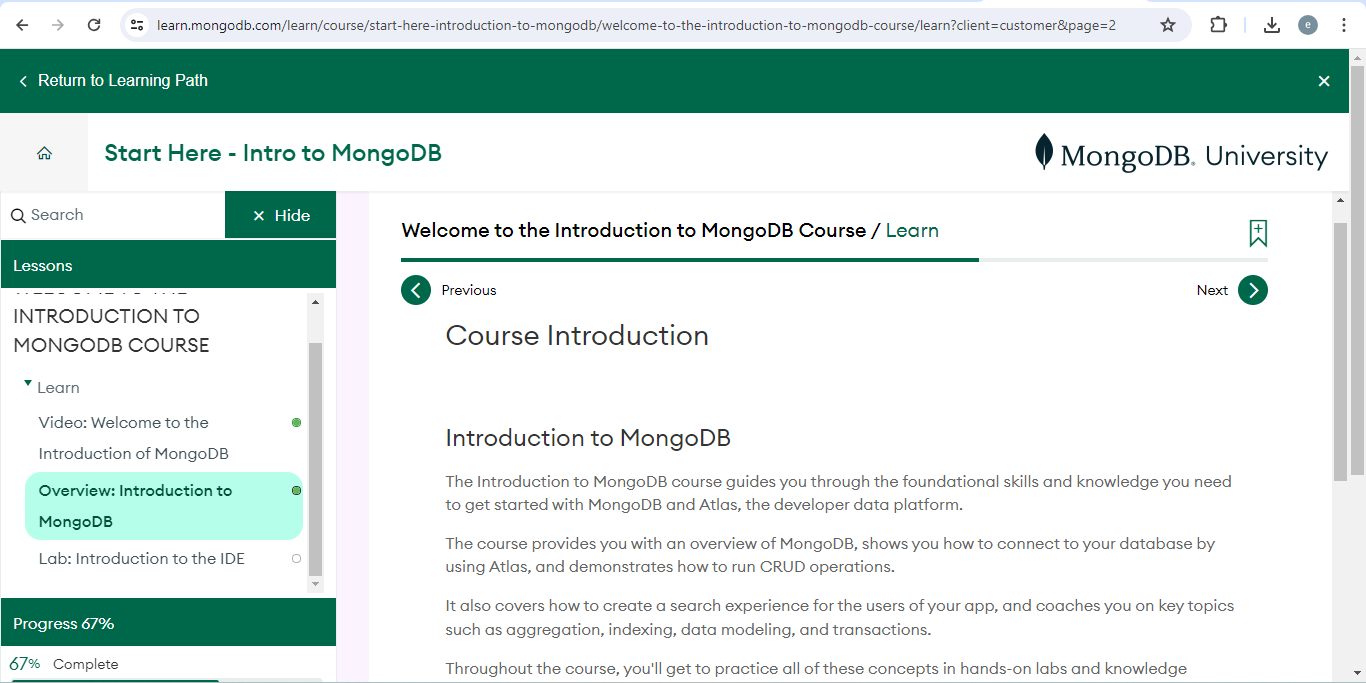 learn.mongodb.com/learn/course/start-here-introduction-to-mongodb/welcome-to-the-introduction-to-mongodb-course/learn?client=customer&page=2
e
Return to Learning Path
Start Here - Intro to MongoDB
MongoDB. University
Search
Hide
Lessons
WELCOME TO THE
INTRODUCTION TO
MONGODB COURSE
Learn
Video: Welcome to the
Introduction of MongoDB
Overview: Introduction to
MongoDB
Lab: Introduction to the IDE
Progress 67%
67% Complete
Welcome to the Introduction to MongoDB Course / Learn
Previous
Next
Course Introduction
Introduction to MongoDB
The Introduction to MongoDB course guides you through the foundational skills and knowledge you need
to get started with MongoDB and Atlas, the developer data platform.
The course provides you with an overview of MongoDB, shows you how to connect to your database by
using Atlas, and demonstrates how to run CRUD operations.
It also covers how to create a search experience for the users of your app, and coaches you on key topics
such as aggregation, indexing, data modeling, and transactions.
Throughout the course, you'll get to practice all of these concepts in hands-on labs and knowledge